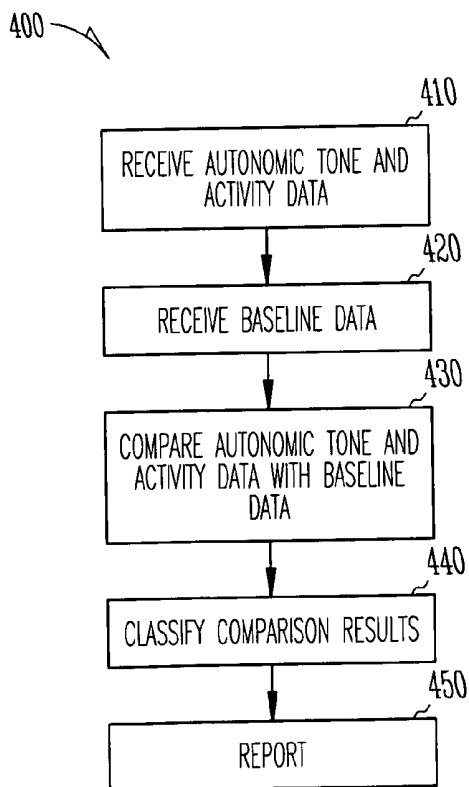 400
410
RECEIVE AUTONOMIC TONE AND
ACTIVITY DATA
420
RECEIVE BASELINE DATA
430
COMPARE AUTONOMIC TONE AND
ACTIVITY DATA WITH BASELINE
DATA
440
CLASSIFY COMPARISON RESULTS
450
REPORT